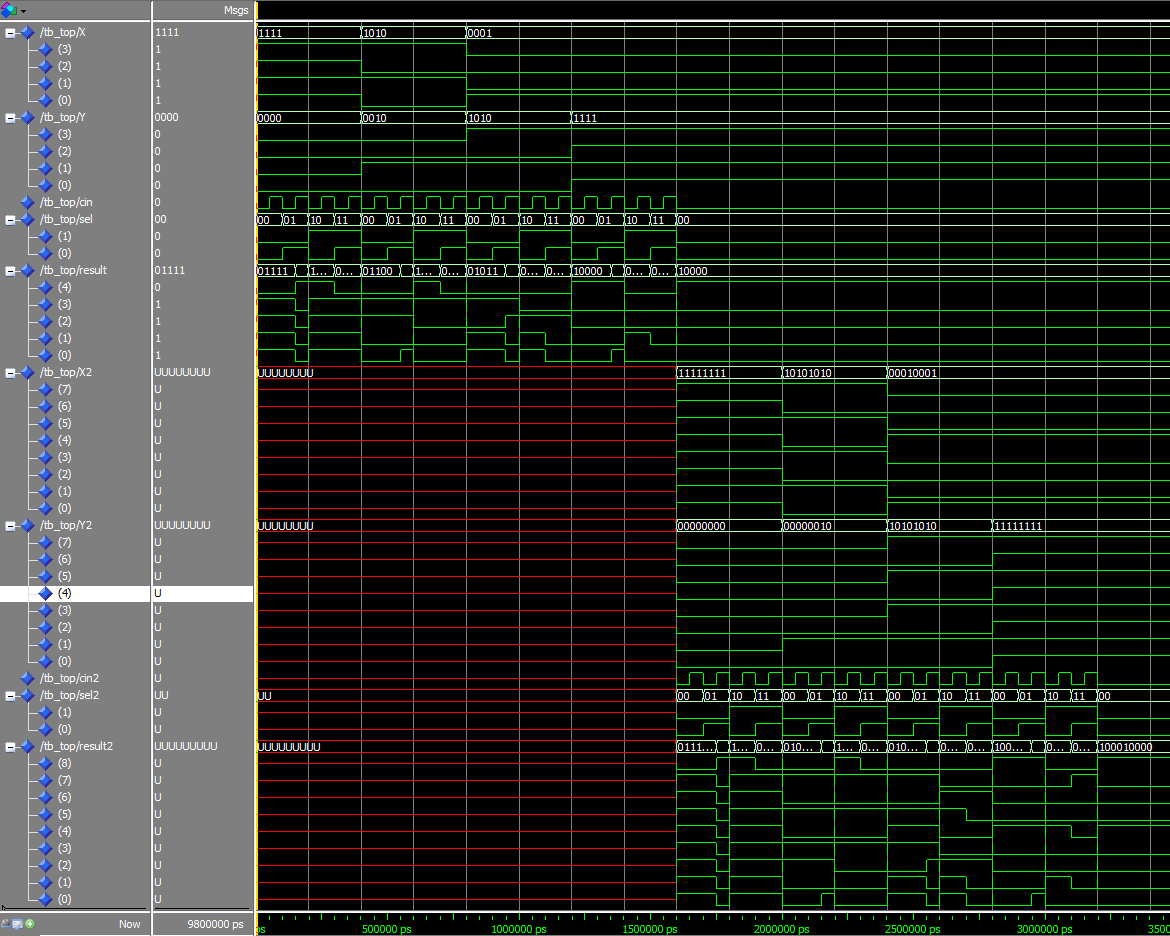 Msgs
/tb_top/X 1111 1111 1010 0001
(3) 1
(2) 1
(1) 1
(0) 1
/tb_top/Y 0000 0000 0010 1010 1111
(3) 0
(2) 0
(1) 0
(0) 0
/tb_top/cin 0
/tb_top/sel 00 00 01 10 11 00 01 10 11 00 01 10 11 00 01 10 11 00
(1) 0
(0) 0
/tb_top/result 01111 01111 1... 0... 01100 1... 0... 01011 0... 0... 10000 0... 0... 10000
(4) 0
(3) 1
(2) 1
(1) 1
(0) 1
/tb_top/X2 UUUUUUUU UUUUUUUU 11111111 10101010 00010001
(7) U
(6) U
(5) U
(4) U
(3) U
(2) U
(1) U
(0) U
/tb_top/Y2 UUUUUUUU UUUUUUUU 00000000 00000010 10101010 11111111
(7) U
(6) U
(5) U
(4) U
(3) U
(2) U
(1) U
(0) U
/tb_top/cin2 U
/tb_top/sel2 UU UU 00 01 10 11 00 01 10 11 00 01 10 11 00 01 10 11 00
(1) U
(0) U
/tb_top/result2 UUUUUUUUU UUUUUUUUU 0111... 1... 0... 010... 1... 0... 010... 0... 0... 100... 0... 0... 100010000
(8) U
(7) U
(6) U
(5) U
(4) U
(3) U
(2) U
(1) U
(0) U
Now 9800000 ps ps 500000 ps 1000000 ps 1500000 ps 2000000 ps 2500000 ps 3000000 ps 3500